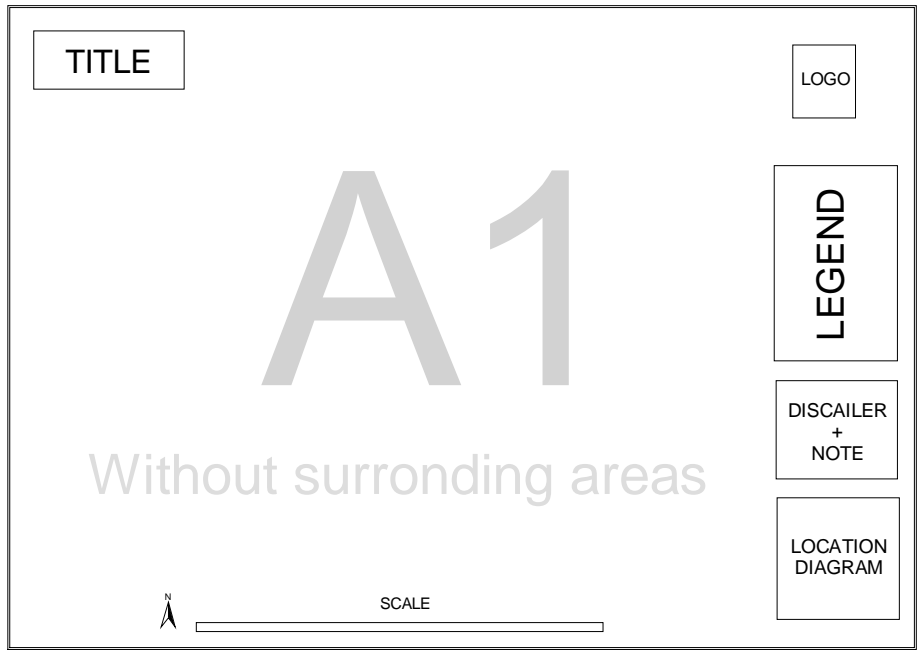 TITLE
LOGO
A1
LEGEND
DISCAILER
+
NOTE
Without surronding areas
LOCATION
DIAGRAM
N
SCALE